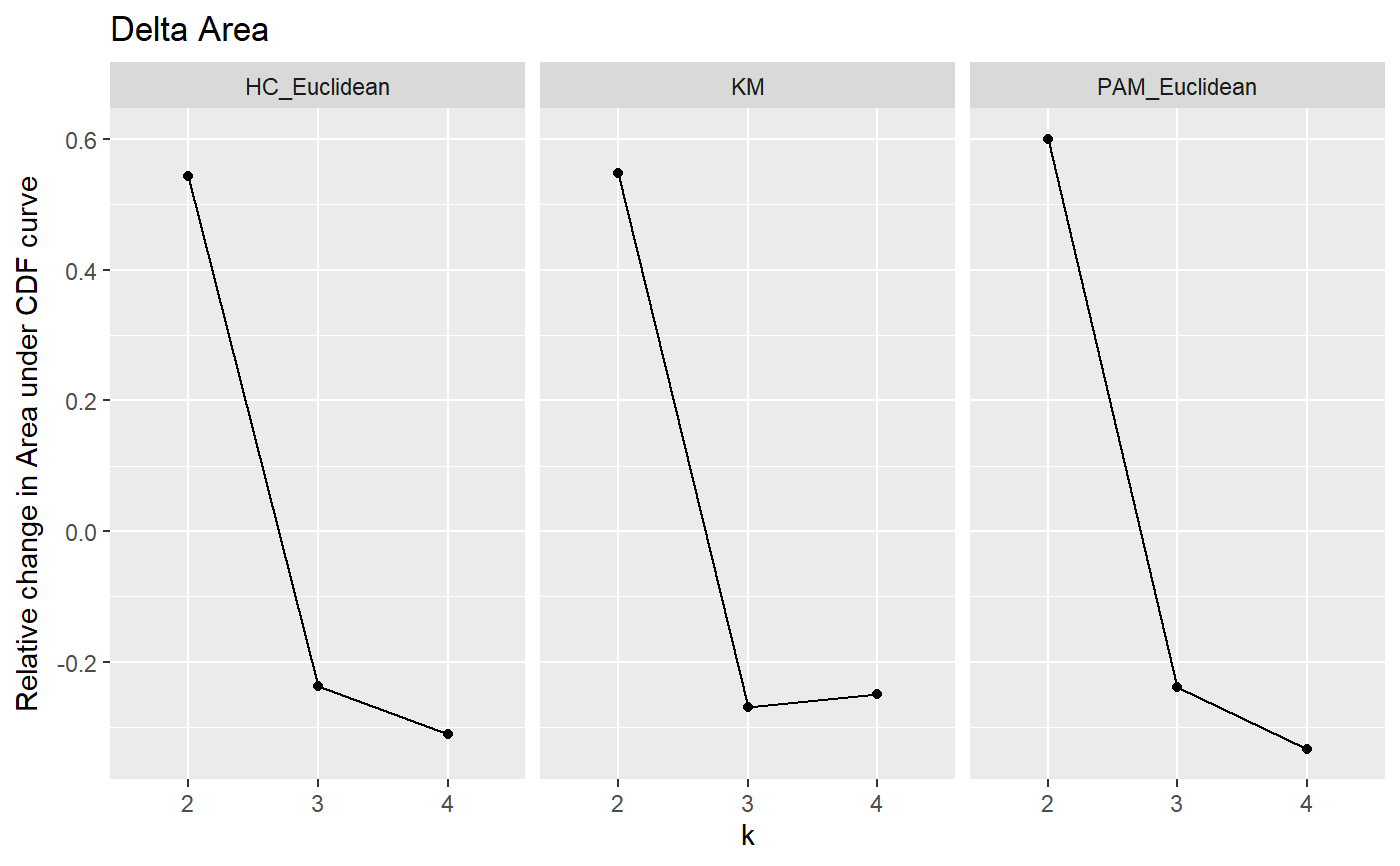 Delta Area
HC_Euclidean
KM
PAM_Euclidean
Relative change in Area under CDF curve
0.6
0.4
0.2
0.0
-0.2
2 3 4
2 3 4
2 3 4
k